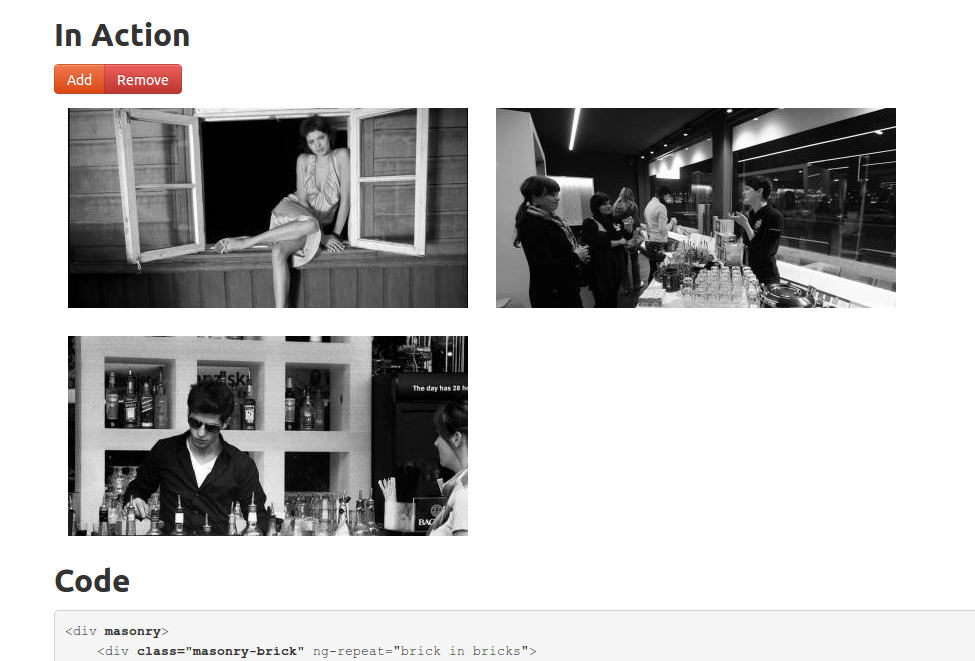 In Action
Add Remove
The day has 28 ho
Code
<div masonry>
<div class="masonry-brick" ng-repeat="brick in bricks">